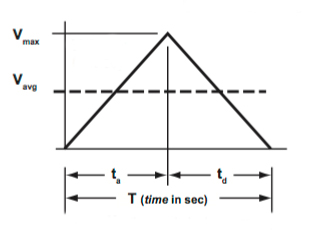 Vmax
Vavg
ta td
T (time in sec)